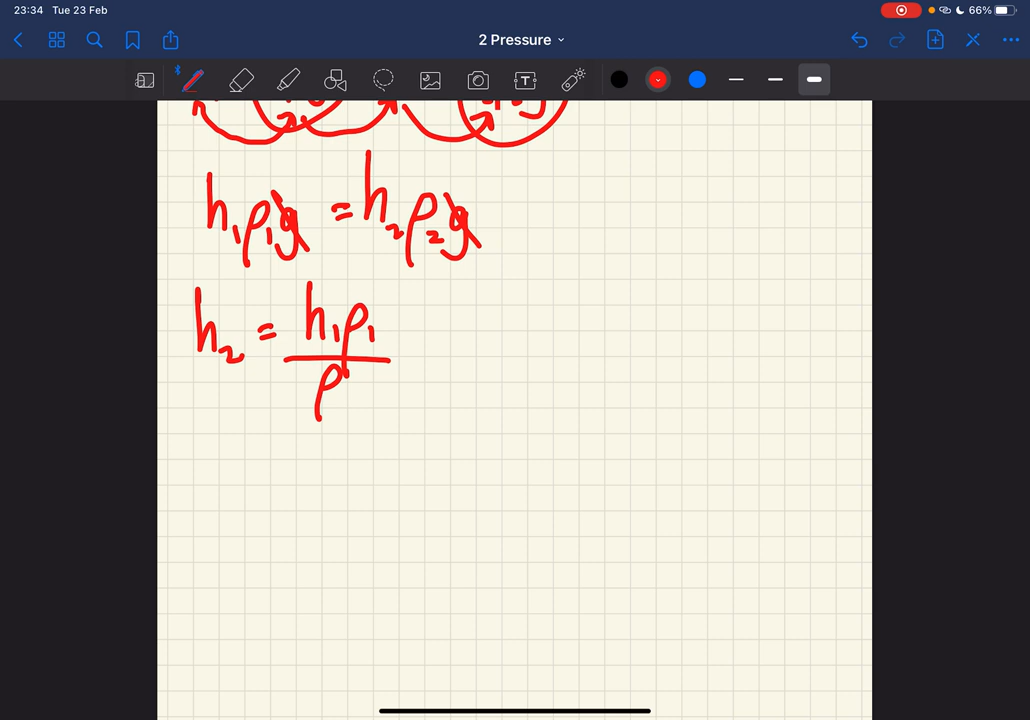 23:34 Tue 23 Feb
66%
2 Pressure
T
h₁ρ₁g = h₂ρ₂g
h₂ = h₁ρ₁
ρ